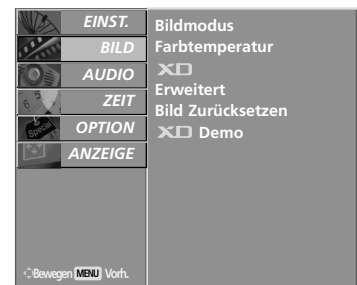 EINST.
BILD
AUDIO
ZEIT
OPTION
ANZEIGE
Bildmodus
Farbtemperatur
XD
Erweitert
Bild Zurücksetzen
XD Demo
Bewegen MENU Vorh.